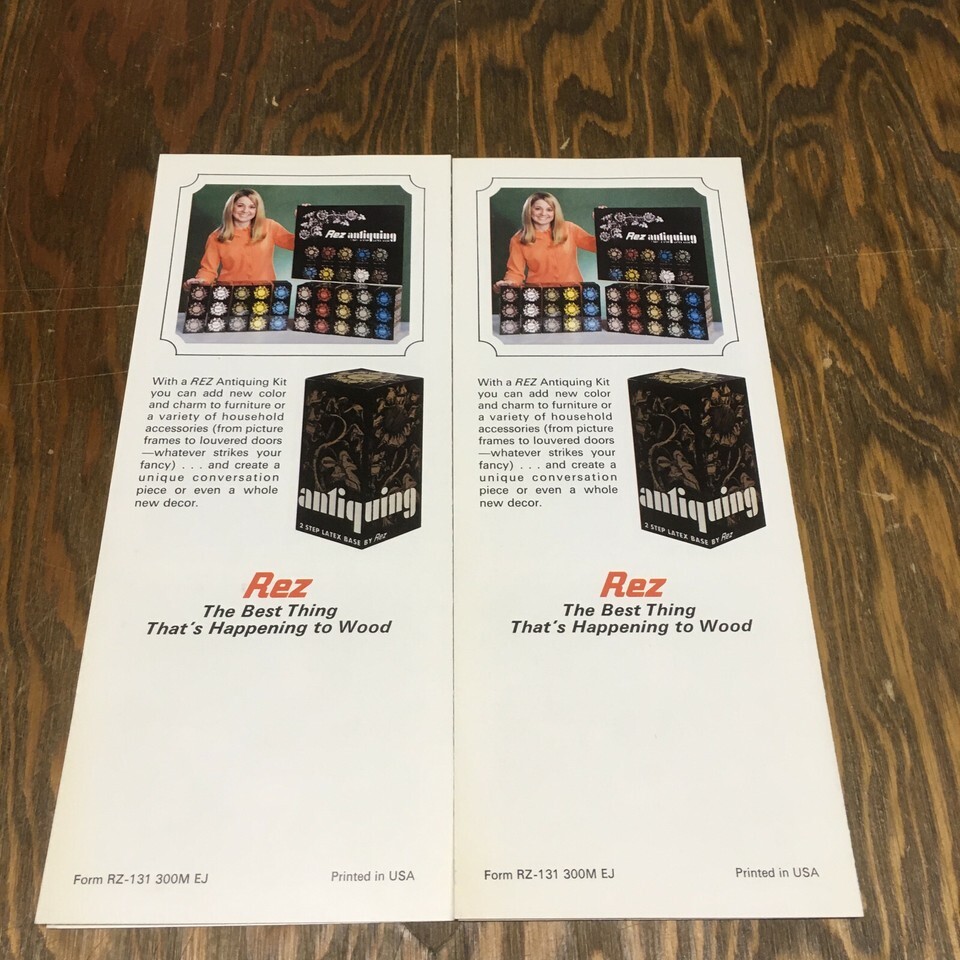 Rez antiquing
With a REZ Antiquing Kit
you can add new color
and charm to furniture or
a variety of household
accessories (from picture
frames to louvered doors
—whatever strikes your
fancy) . . . and create a
unique conversation
piece or even a whole
new decor.
antiquing
2 STEP LATEX BASE BY Rez
Rez
The Best Thing
That's Happening to Wood
Form RZ-131 300M EJ
Printed in USA
Rez antiquing
With a REZ Antiquing Kit
you can add new color
and charm to furniture or
a variety of household
accessories (from picture
frames to louvered doors
—whatever strikes your
fancy) . . . and create a
unique conversation
piece or even a whole
new decor.
antiquing
2 STEP LATEX BASE BY Rez
Rez
The Best Thing
That's Happening to Wood
Form RZ-131 300M EJ
Printed in USA